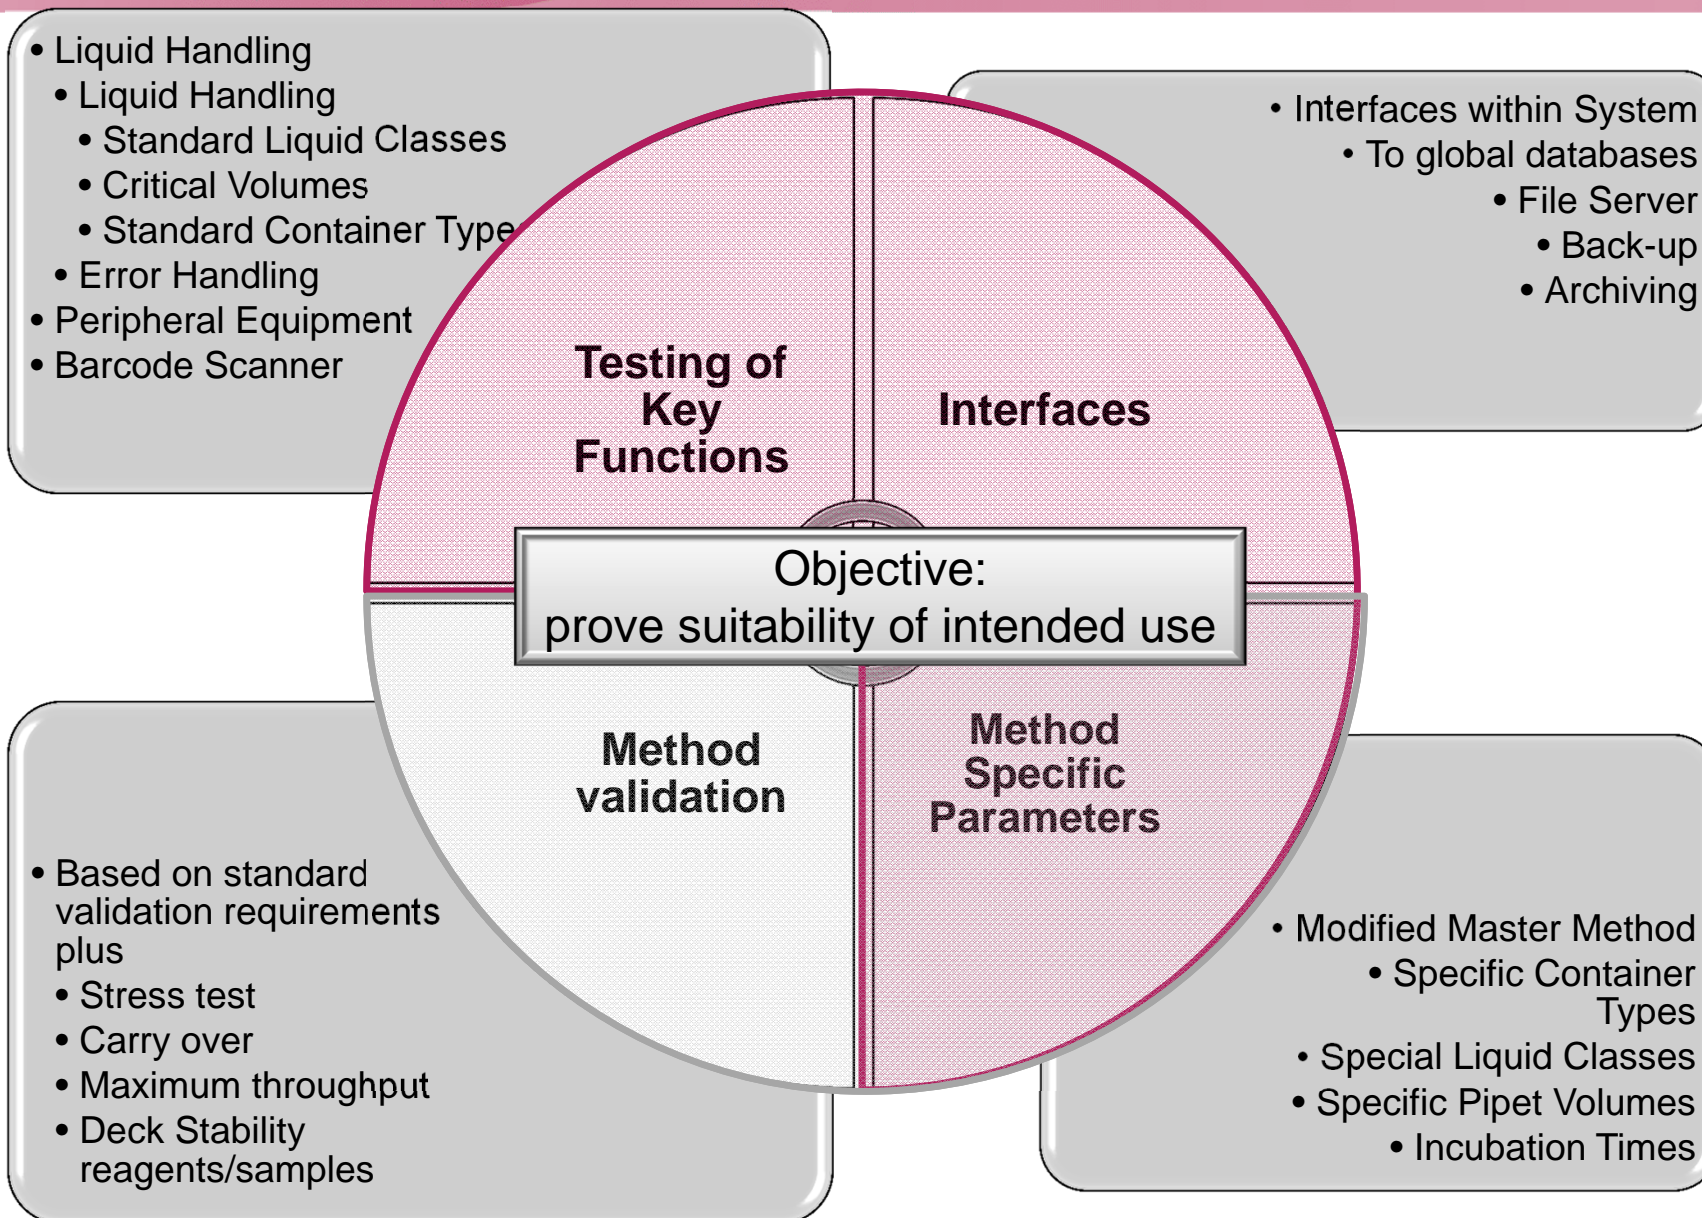 • Liquid Handling
• Liquid Handling
• Standard Liquid Classes
• Critical Volumes
• Standard Container Type
• Error Handling
• Peripheral Equipment
• Barcode Scanner
• Interfaces within System
• To global databases
• File Server
• Back-up
• Archiving
Testing of
Key
Functions
Interfaces
Objective:
prove suitability of intended use
Method
validation
Method
Specific
Parameters
• Based on standard
validation requirements
plus
• Stress test
• Carry over
• Maximum throughput
• Deck Stability
reagents/samples
• Modified Master Method
• Specific Container
Types
• Special Liquid Classes
• Specific Pipet Volumes
• Incubation Times